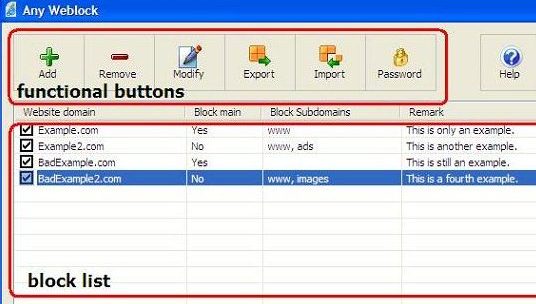 Any Weblock
Add Remove Modify Export Import Password Help
functional buttons
Website domain Block main Block Subdomains Remark
Example.com Yes www This is only an example.
Example2.com No www, ads This is another example.
BadExample.com Yes This is still an example.
BadExample2.com No www, images This is a fourth example.
block list